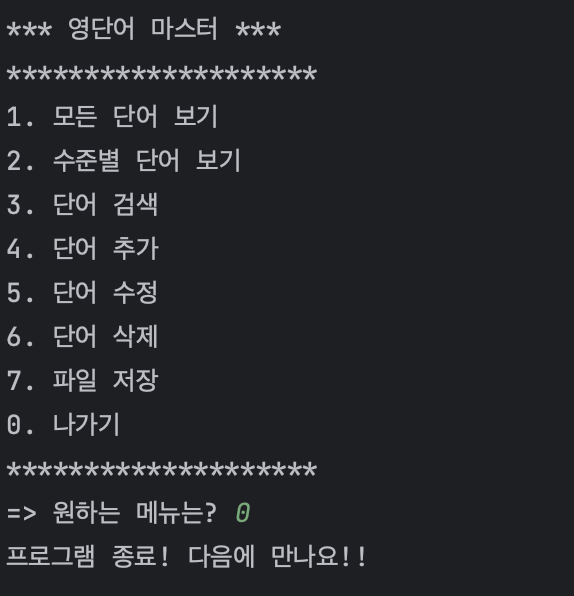 *** 영단어 마스터 ***
********************
1. 모든 단어 보기
2. 수준별 단어 보기
3. 단어 검색
4. 단어 추가
5. 단어 수정
6. 단어 삭제
7. 파일 저장
0. 나가기
********************
=> 원하는 메뉴는? 0
프로그램 종료! 다음에 만나요!!